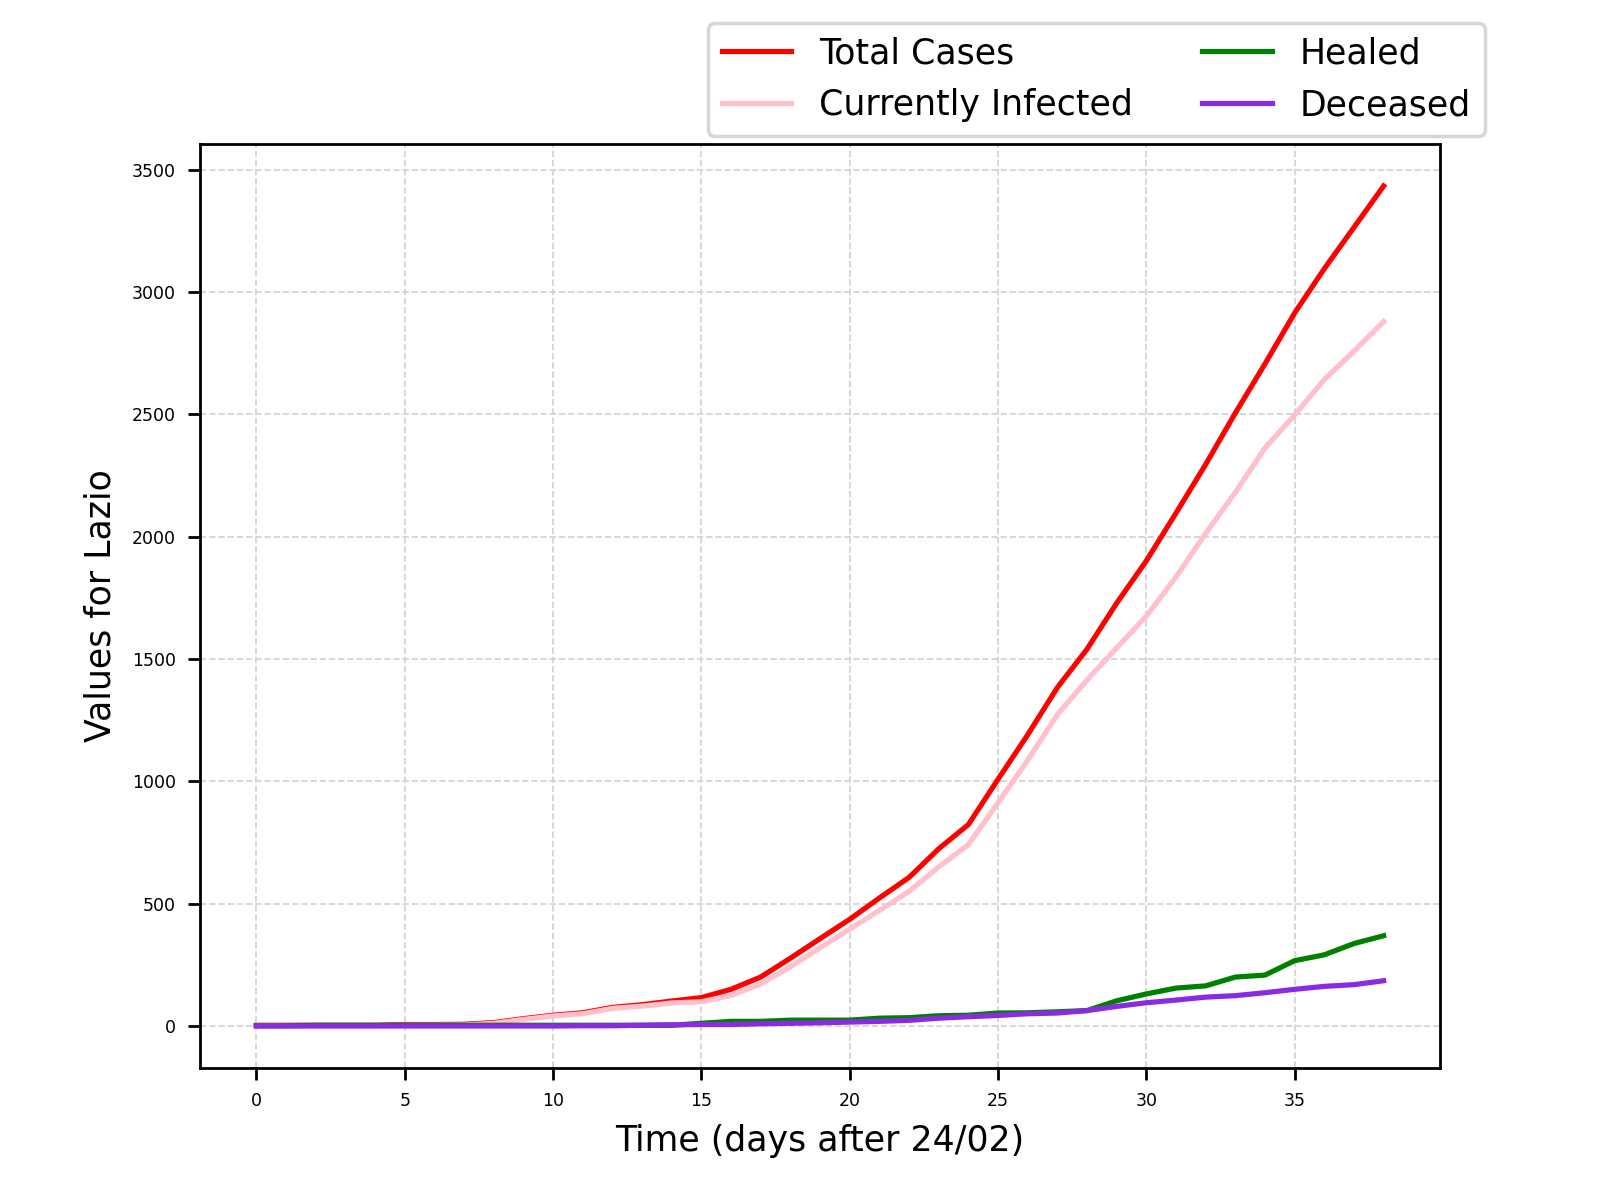 Total Cases
Currently Infected
Healed
Deceased
3500
3000
2500
2000
1500
1000
500
0
Values for Lazio
0 5 10 15 20 25 30 35
Time (days after 24/02)